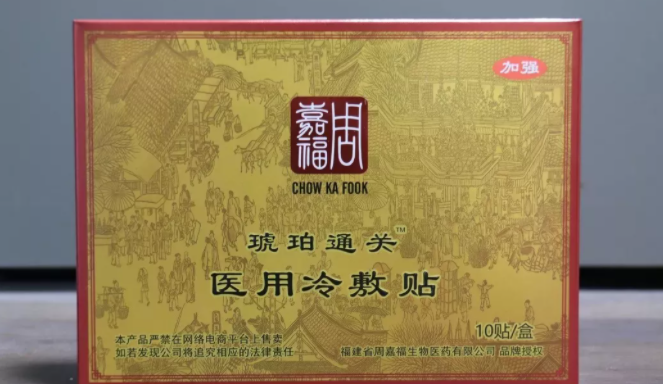 加强
周嘉福
CHOW KA FOOK
琥珀通关™
医用冷敷贴
10贴/盒
本产品严禁在网络电商平台上售卖
如若发现公司将追究相应的法律责任
福建省周嘉福生物医药有限公司 品牌授权